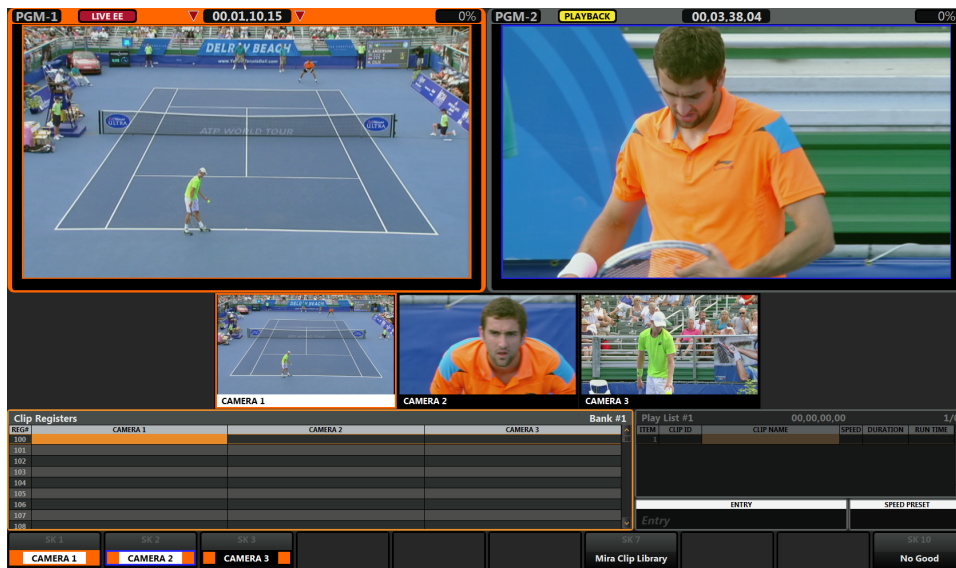 PGM-1 LIVE EE 00.01.10.15 0%
PGM-2 PLAYBACK 00.03.38.04 0%
DELRAY BEACH
ULTRA ATP WORLD TOUR ULTRA
DELRAY BEACH
CAMERA 1 CAMERA 2 CAMERA 3
Clip Registers Bank #1
REG# CAMERA 1 CAMERA 2 CAMERA 3
100
101
102
103
104
105
106
107
108
Play List #1 00,00,00,00 1/
ITEM CLIP ID CLIP NAME SPEED DURATION RUN TIME
1
ENTRY SPEED PRESET
Entry
SK 1 SK 2 SK 3 SK 7 SK 10
CAMERA 1 CAMERA 2 CAMERA 3 Mira Clip Library No Good